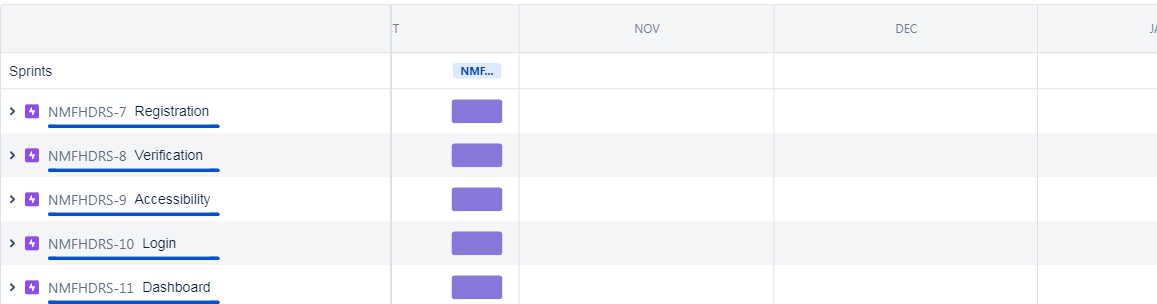 T NOV DEC JA
Sprints NMF...
NMFHDRS-7 Registration
NMFHDRS-8 Verification
NMFHDRS-9 Accessibility
NMFHDRS-10 Login
NMFHDRS-11 Dashboard